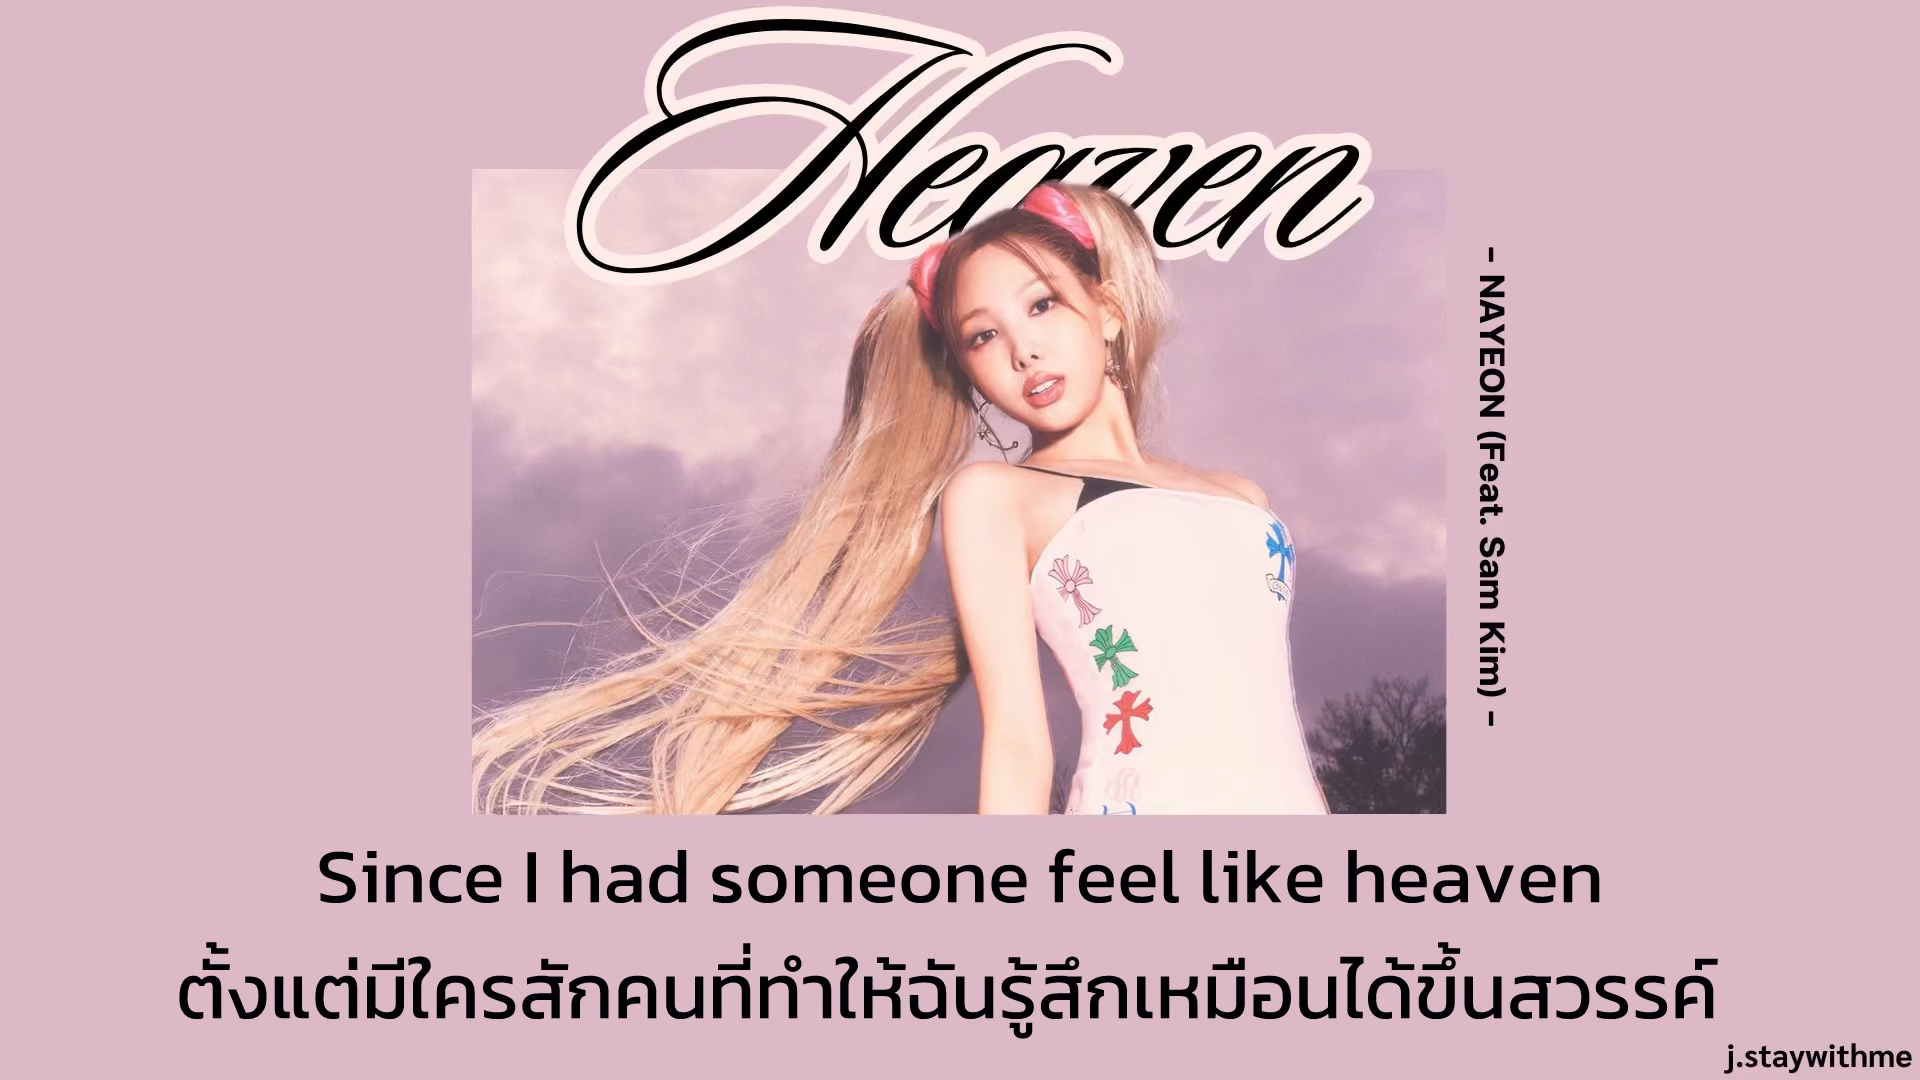 Heaven
- NAYEON (Feat. Sam Kim) -
Since I had someone feel like heaven
ตั้งแต่มีใครสักคนที่ทำให้ฉันรู้สึกเหมือนได้ขึ้นสวรรค์
j.staywithme